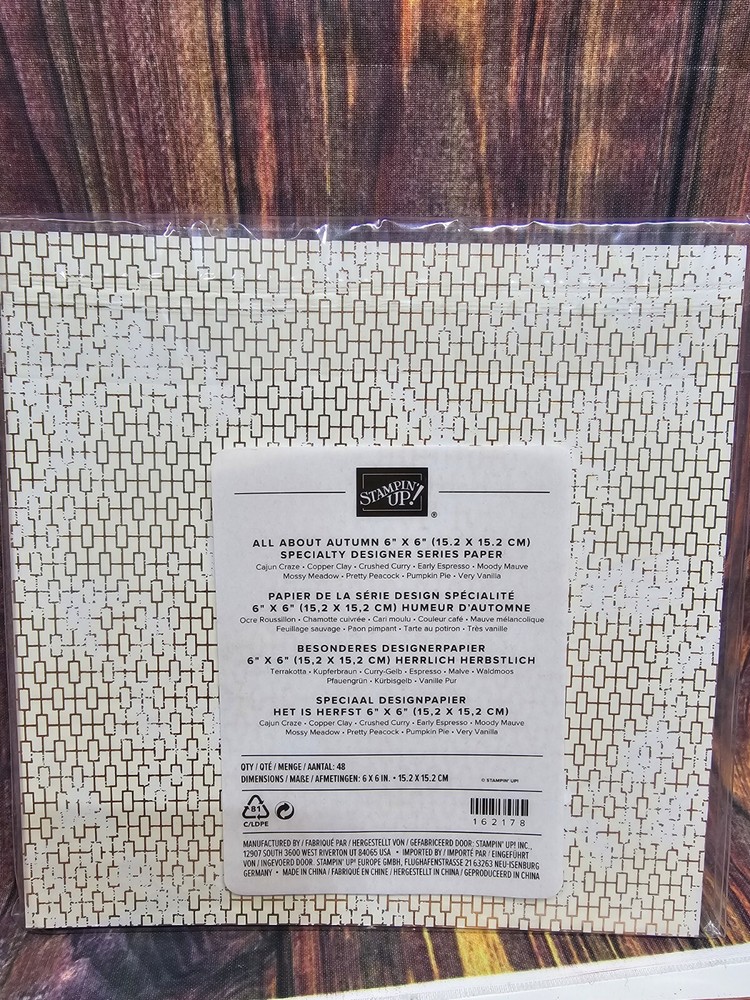 STAMPIN' UP!®
ALL ABOUT AUTUMN 6" X 6" (15.2 X 15.2 CM)
SPECIALTY DESIGNER SERIES PAPER
Cajun Craze • Copper Clay • Crushed Curry • Early Espresso • Moody Mauve
Mossy Meadow • Pretty Peacock • Pumpkin Pie • Very Vanilla
PAPIER DE LA SÉRIE DESIGN SPÉCIALITÉ
6" X 6" (15,2 X 15,2 CM) HUMEUR D'AUTOMNE
Ocre Roussillon • Chamotte cuivrée • Cari moulu • Couleur café • Mauve mélancolique
Feuillage sauvage • Paon pimpant • Tarte au potiron • Très vanille
BESONDERES DESIGNERPAPIER
6" X 6" (15,2 X 15,2 CM) HERRLICH HERBSTLICH
Terrakotta • Kupferbraun • Curry-Gelb • Espresso • Malve • Waldmoos
Pfauengrün • Kürbisgelb • Vanille Pur
SPECIAAL DESIGNPAPIER
HET IS HERFST 6" X 6" (15,2 X 15,2 CM)
Cajun Craze • Copper Clay • Crushed Curry • Early Espresso • Moody Mauve
Mossy Meadow • Pretty Peacock • Pumpkin Pie • Very Vanilla
QTY / QTÉ / MENGE / AANTAL: 48
DIMENSIONS / MAßE / AFMETINGEN: 6 X 6 IN. • 15.2 X 15.2 CM
© STAMPIN' UP!
81
C/LDPE
162178
MANUFACTURED BY / FABRIQUÉ PAR / HERGESTELLT VON / GEFABRICEERD DOOR: STAMPIN' UP! INC.,
12907 SOUTH 3600 WEST RIVERTON UT 84065 USA • IMPORTED BY / IMPORTÉ PAR / EINGEFÜHRT
VON / INGEVOERD DOOR: STAMPIN' UP! EUROPE GMBH, FLUGHAFENSTRASSE 21 63263 NEU-ISENBURG
GERMANY • MADE IN CHINA / FABRIQUÉ EN CHINE / HERGESTELLT IN CHINA / GEPRODUCEERD IN CHINA